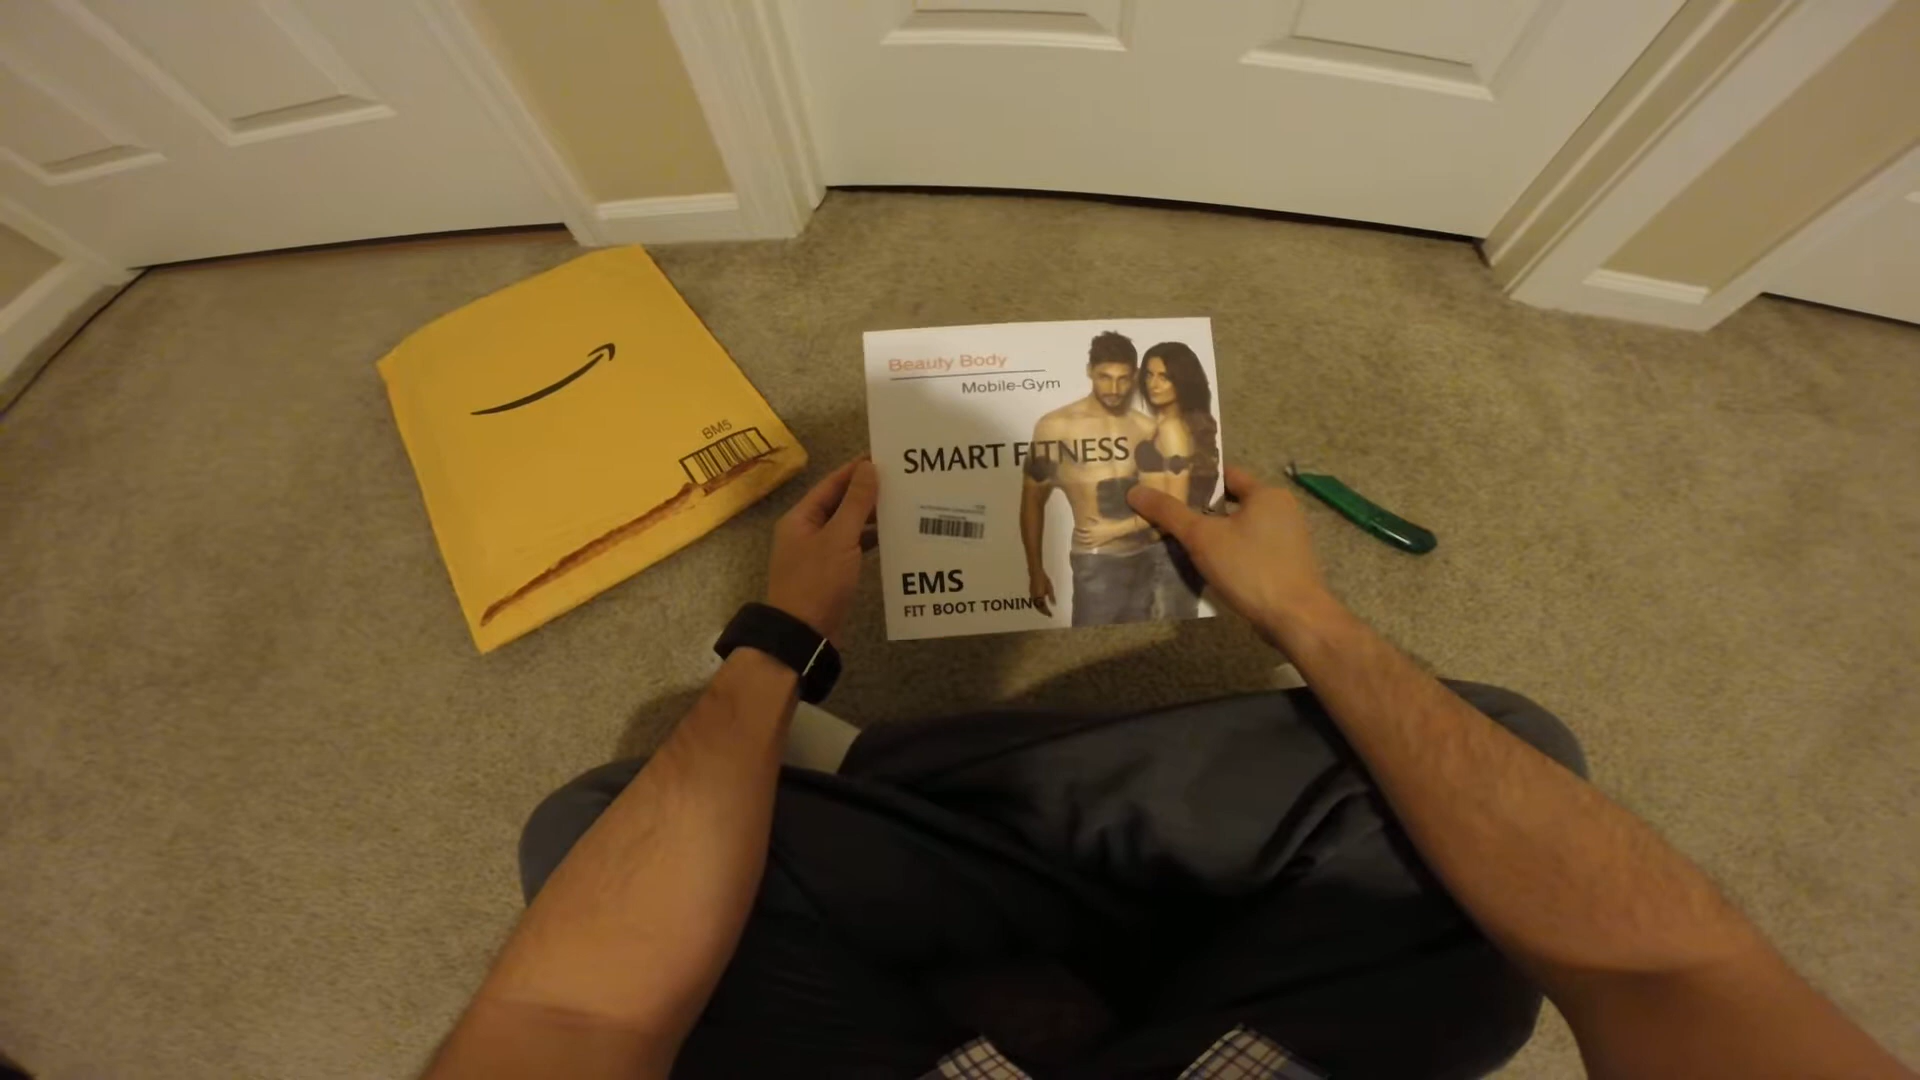 BM5
Beauty Body
Mobile-Gym
SMART FITNESS
EMS
FIT BOOT TONING